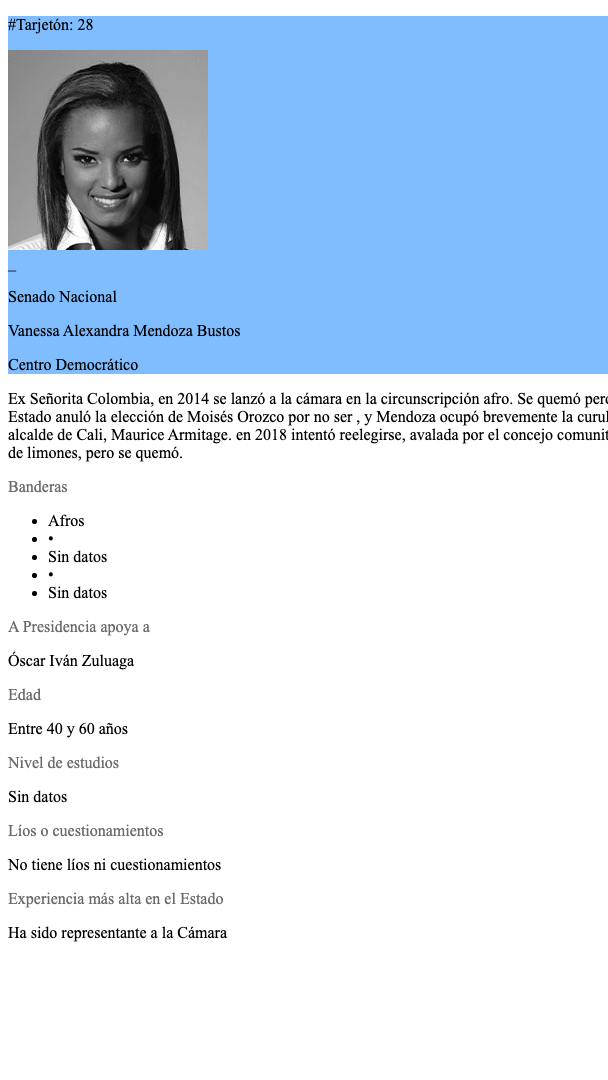 #Tarjetón: 28
_
Senado Nacional
Vanessa Alexandra Mendoza Bustos
Centro Democrático
Ex Señorita Colombia, en 2014 se lanzó a la cámara en la circunscripción afro. Se quemó pero
Estado anuló la elección de Moisés Orozco por no ser , y Mendoza ocupó brevemente la curul
alcalde de Cali, Maurice Armitage. en 2018 intentó reelegirse, avalada por el concejo
de limones, pero se quemó.
Banderas
• Afros
• •
• Sin datos
• •
• Sin datos
A Presidencia apoya a
Óscar Iván Zuluaga
Edad
Entre 40 y 60 años
Nivel de estudios
Sin datos
Líos o cuestionamientos
No tiene líos ni cuestionamientos
Experiencia más alta en el Estado
Ha sido representante a la Cámara